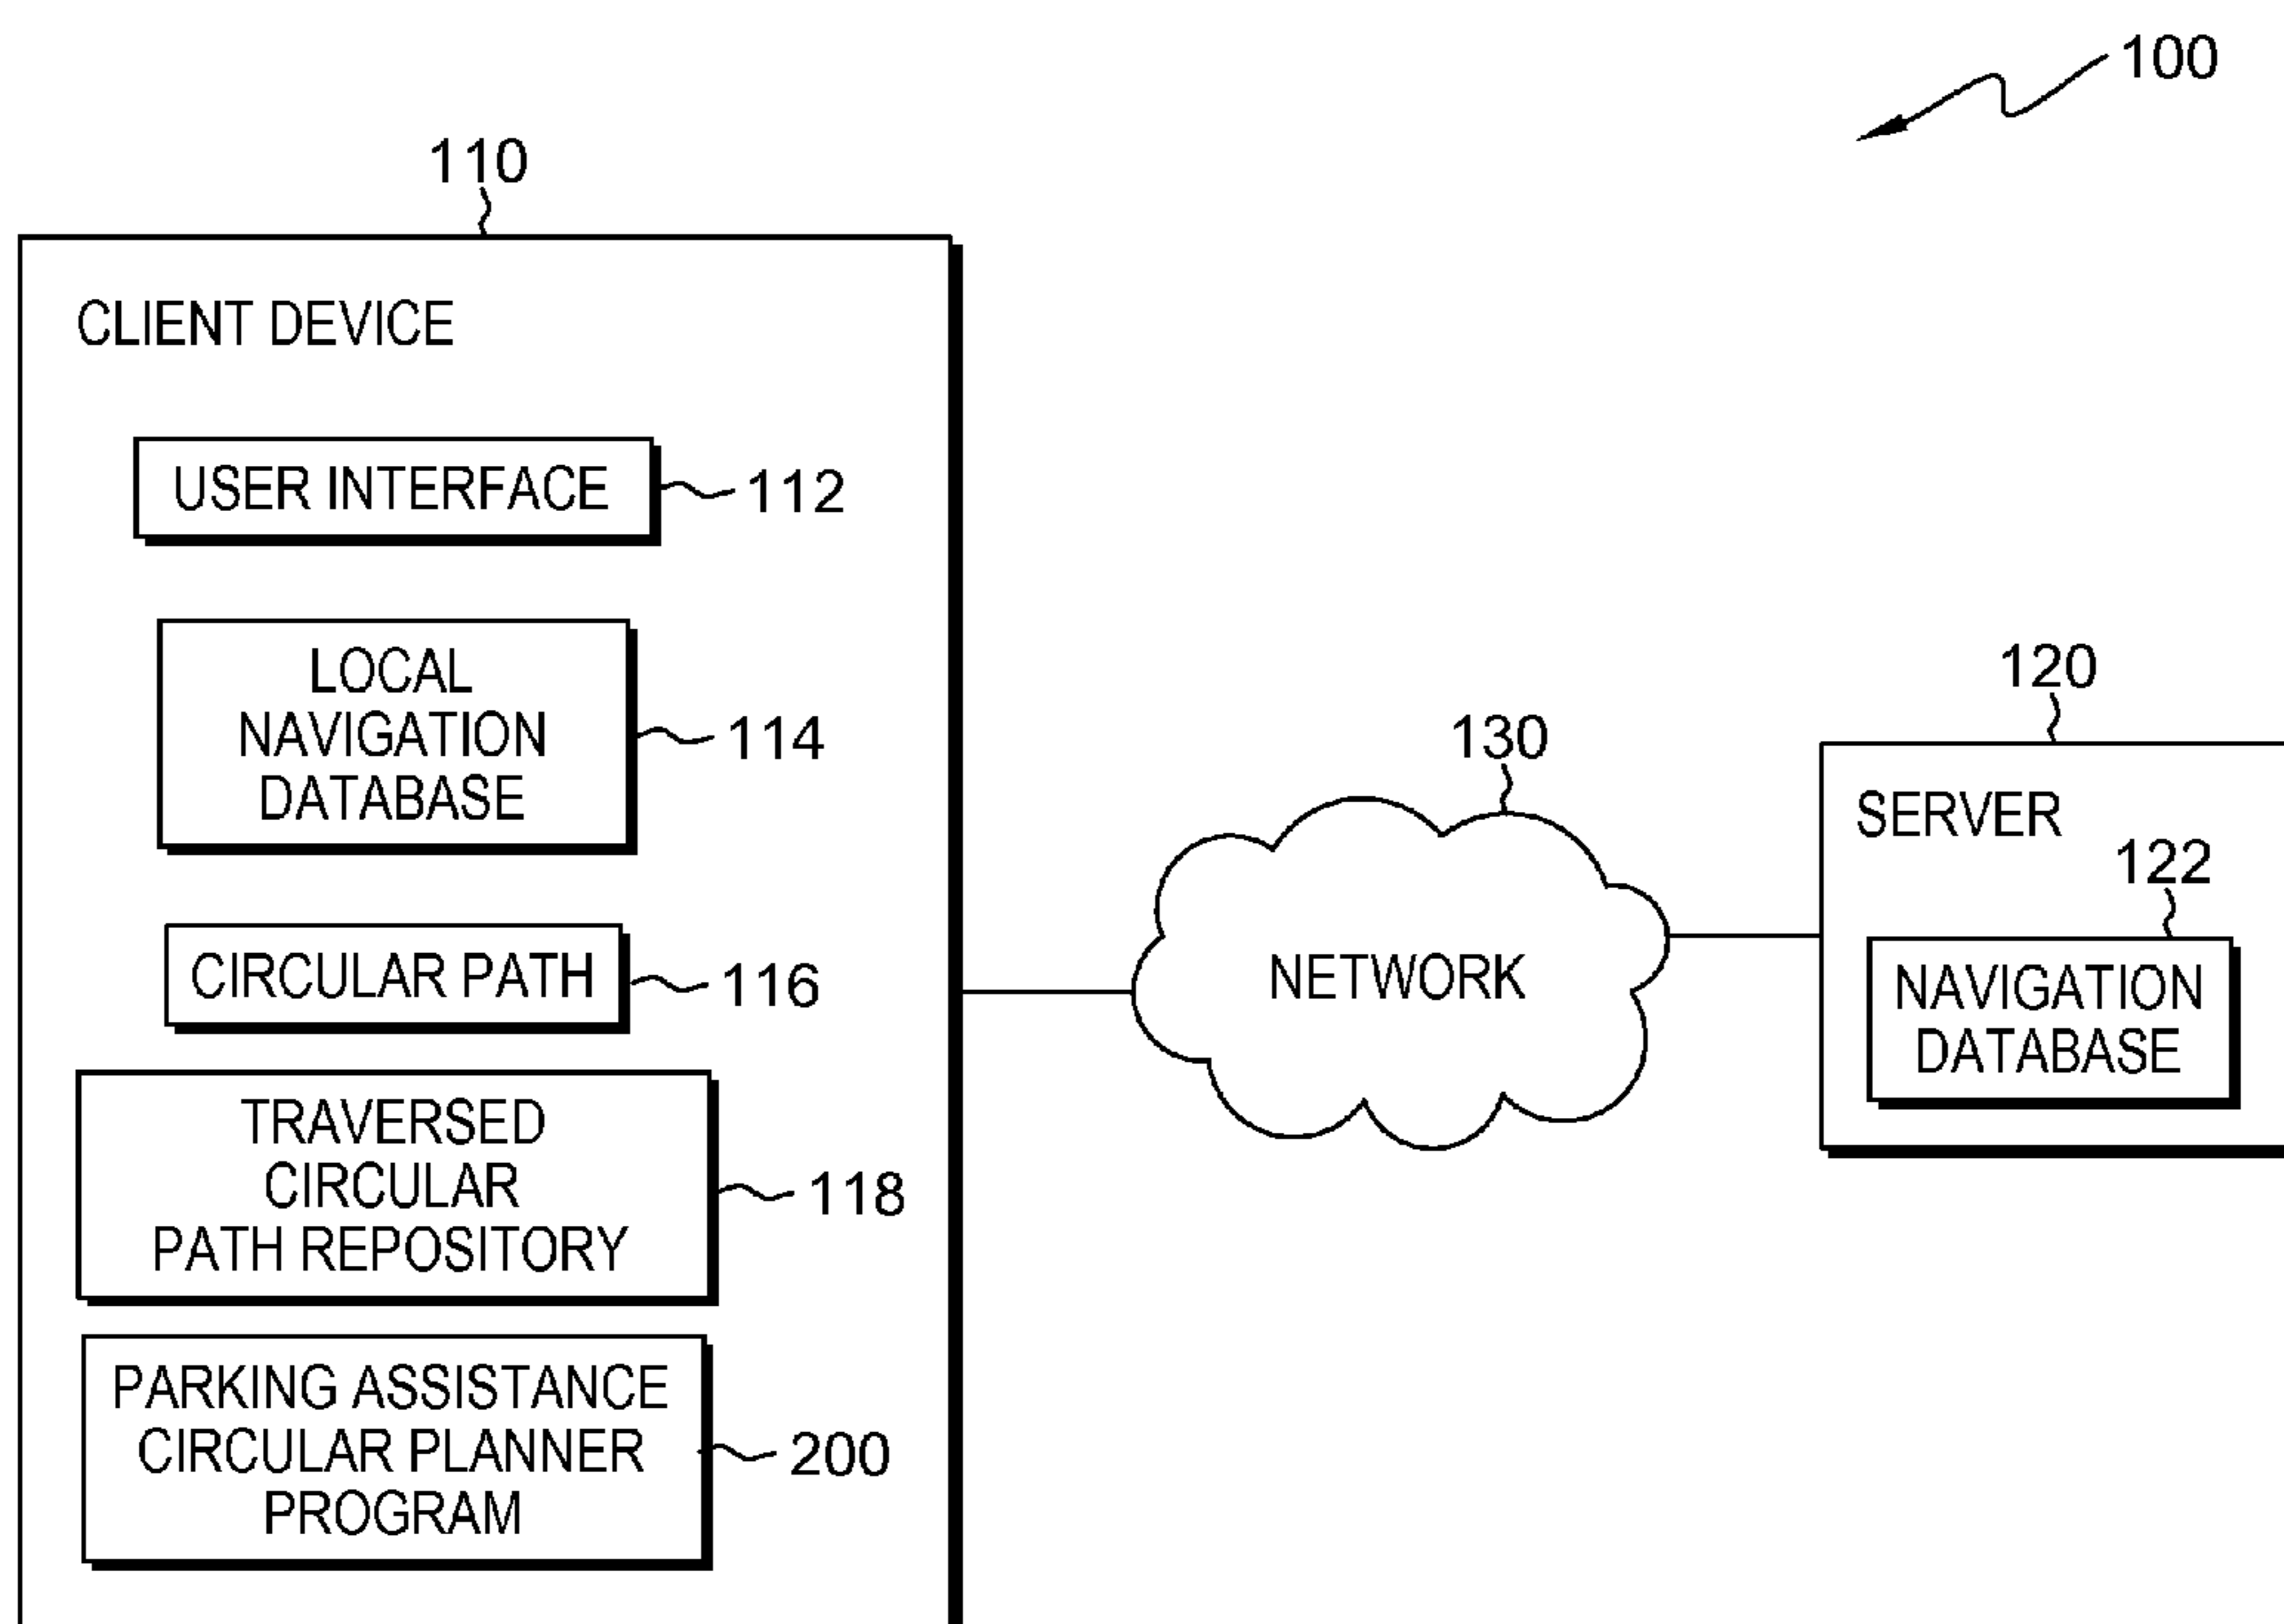 100
110
CLIENT DEVICE
USER INTERFACE
112
LOCAL
NAVIGATION
DATABASE
114
CIRCULAR PATH
116
TRAVERSED
CIRCULAR
PATH REPOSITORY
118
PARKING ASSISTANCE
CIRCULAR PLANNER
PROGRAM
200
130
NETWORK
120
SERVER
122
NAVIGATION
DATABASE